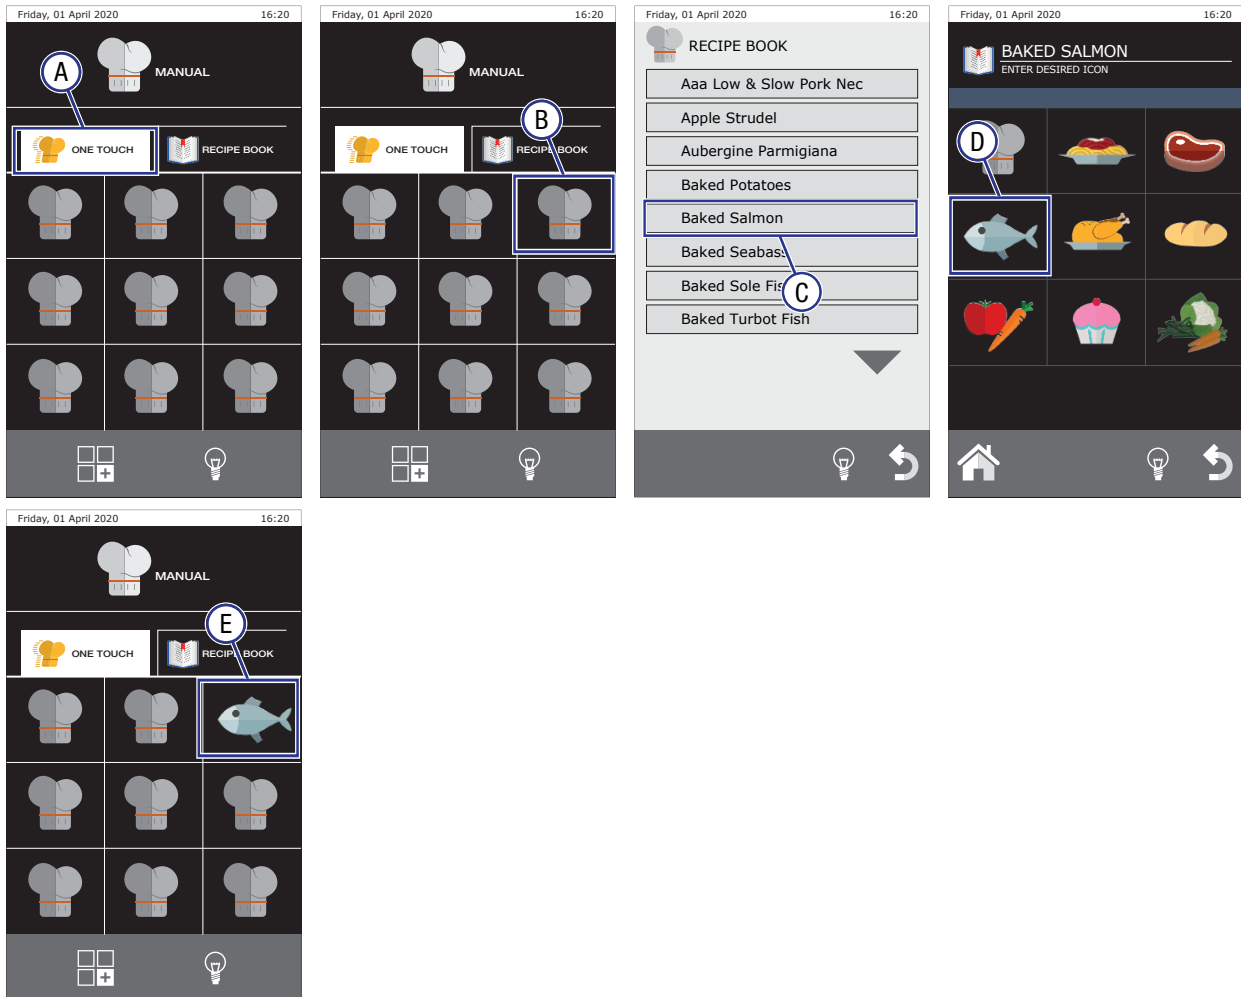 Friday, 01 April 2020 16:20
MANUAL
A
ONE TOUCH
RECIPE BOOK
Friday, 01 April 2020 16:20
MANUAL
B
ONE TOUCH
RECIPE BOOK
Friday, 01 April 2020 16:20
RECIPE BOOK
Aaa Low & Slow Pork Nec
Apple Strudel
Aubergine Parmigiana
Baked Potatoes
Baked Salmon
Baked Seabass
Baked Sole Fis
C
Baked Turbot Fish
Friday, 01 April 2020 16:20
BAKED SALMON
ENTER DESIRED ICON
D
Friday, 01 April 2020 16:20
MANUAL
E
ONE TOUCH
RECIPE BOOK